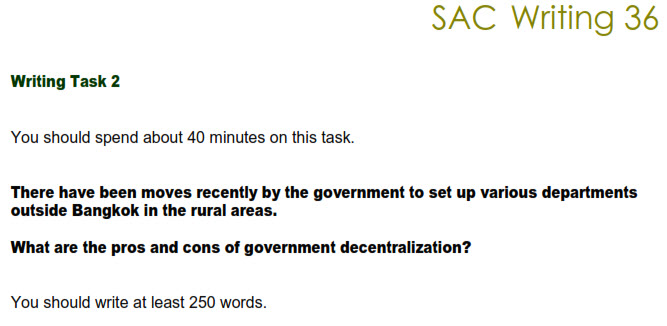 SAC Writing 36
Writing Task 2
You should spend about 40 minutes on this task.
There have been moves recently by the government to set up various departments
outside Bangkok in the rural areas.
What are the pros and cons of government decentralization?
You should write at least 250 words.